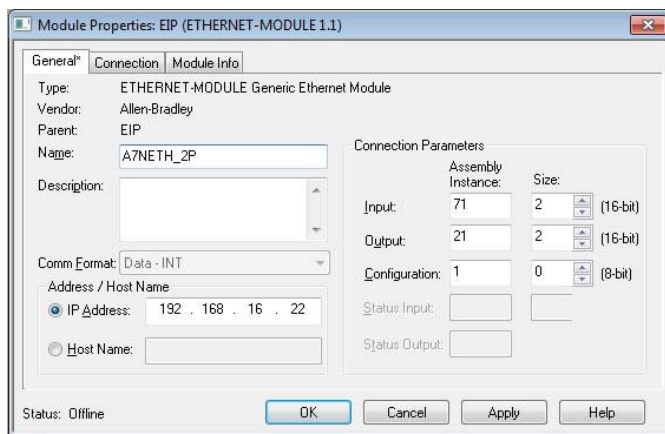 Module Properties: EIP (ETHERNET-MODULE 1.1)
General* Connection Module Info
Type: ETHERNET-MODULE Generic Ethernet Module
Vendor: Allen-Bradley
Parent: EIP
Name: A7NETH_2P
Description:
Comm Format: Data - INT
Address / Host Name
IP Address: 192 . 168 . 16 . 22
Host Name:
Connection Parameters
Assembly Instance: Size:
Input: 71 2 (16-bit)
Output: 21 2 (16-bit)
Configuration: 1 0 (8-bit)
Status Input:
Status Output:
Status: Offline OK Cancel Apply Help